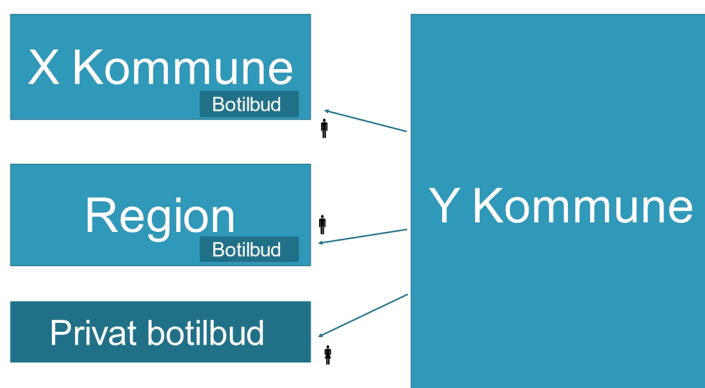 X Kommune
Botilbud
Region
Botilbud
Privat botilbud
Y Kommune